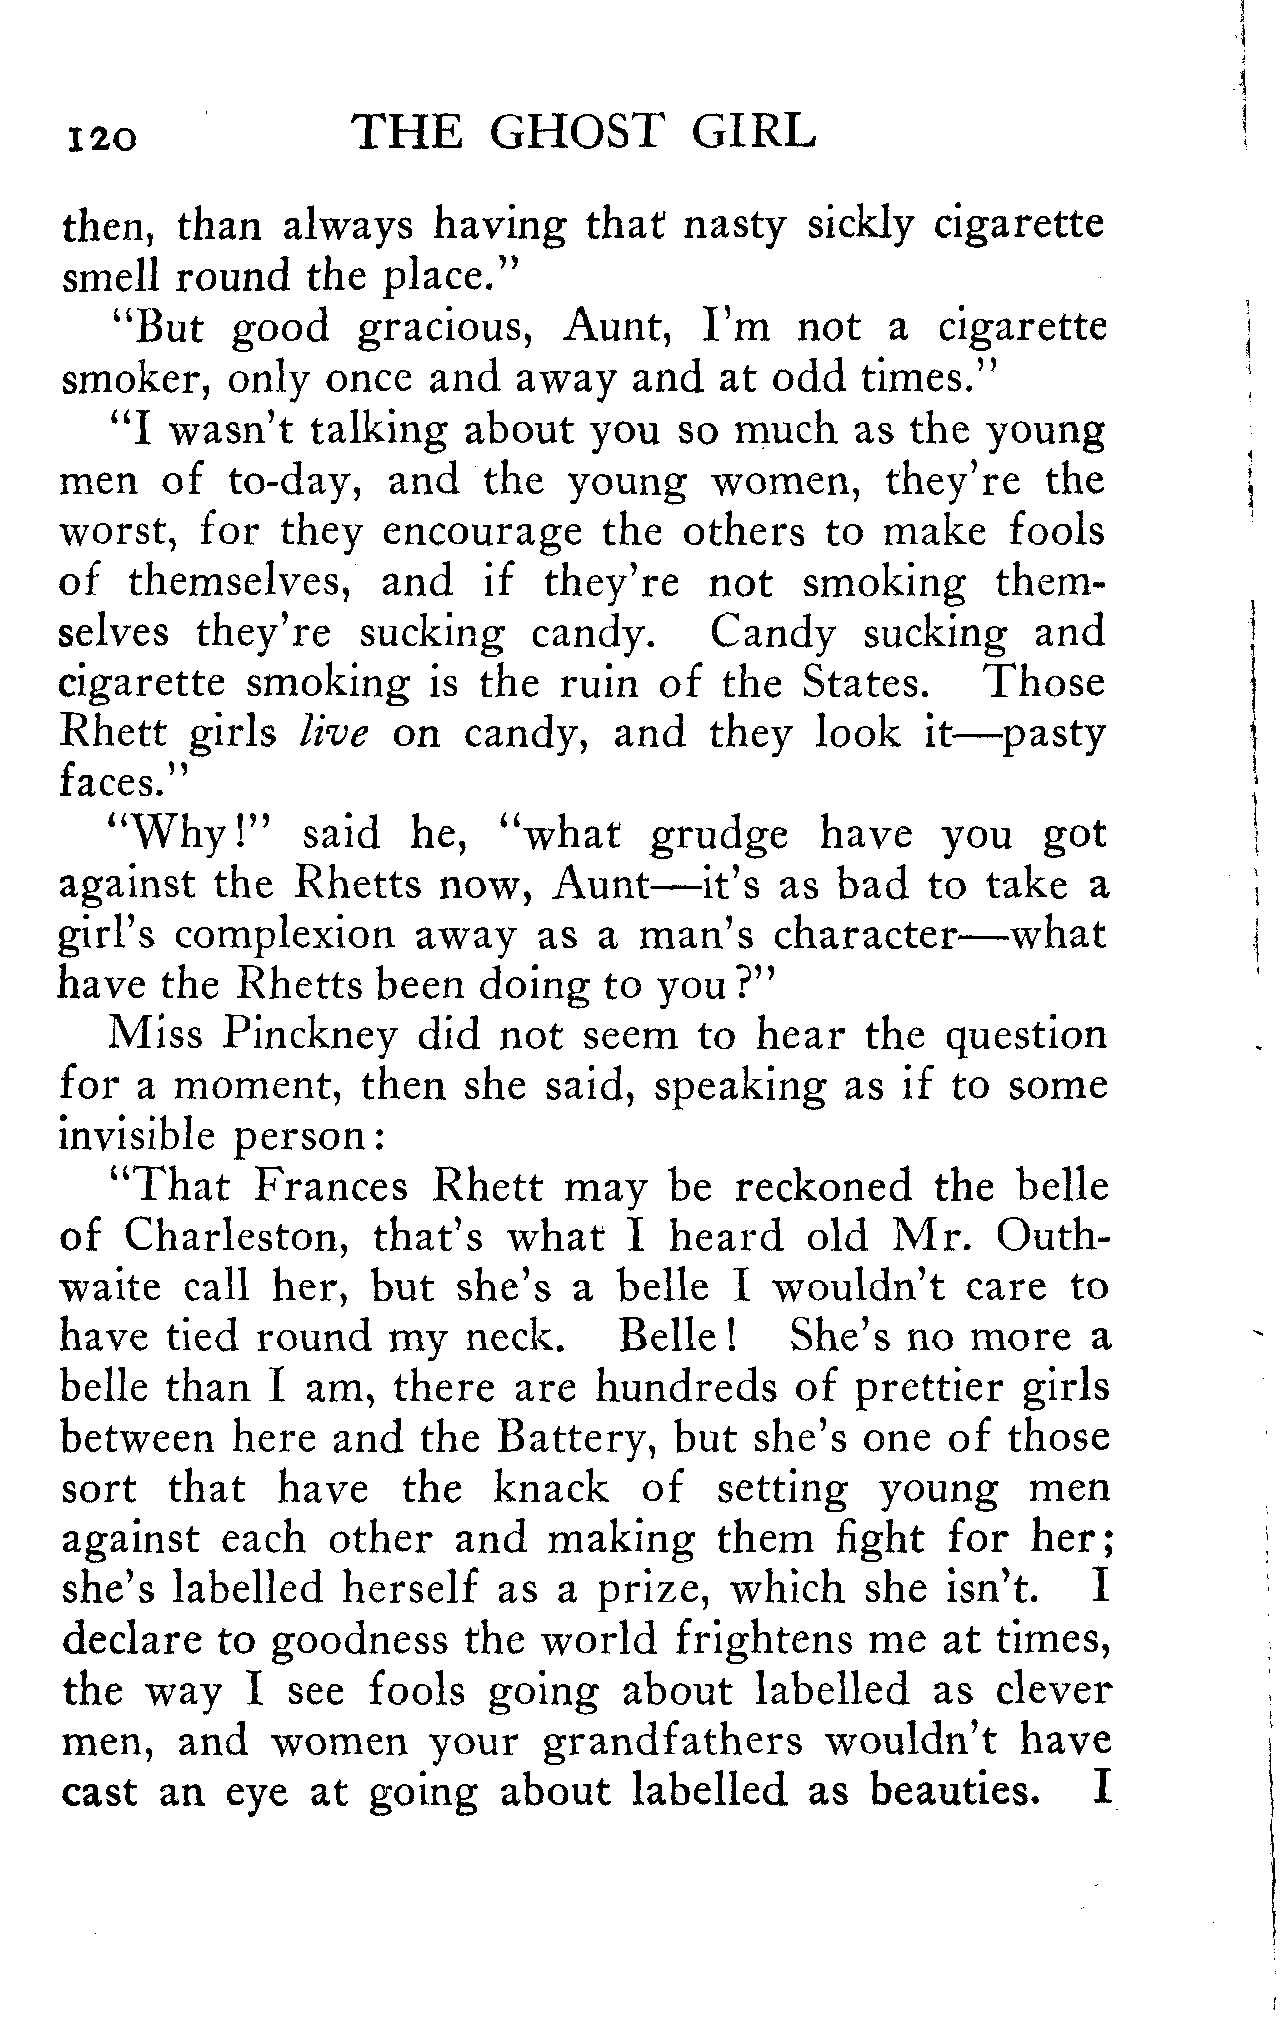 120 THE GHOST GIRL
then, than always having that nasty sickly cigarette
smell round the place."
"But good gracious, Aunt, I'm not a cigarette
smoker, only once and away and at odd times."
"I wasn't talking about you so much as the young
men of to-day, and the young women, they're the
worst, for they encourage the others to make fools
of themselves, and if they're not smoking them-
selves they're sucking candy. Candy sucking and
cigarette smoking is the ruin of the States. Those
Rhett girls live on candy, and they look it—pasty
faces."
"Why!" said he, "what grudge have you got
against the Rhetts now, Aunt—it's as bad to take a
girl's complexion away as a man's character—what
have the Rhetts been doing to you?"
Miss Pinckney did not seem to hear the question
for a moment, then she said, speaking as if to some
invisible person:
"That Frances Rhett may be reckoned the belle
of Charleston, that's what I heard old Mr. Outh-
waite call her, but she's a belle I wouldn't care to
have tied round my neck. Belle! She's no more a
belle than I am, there are hundreds of prettier girls
between here and the Battery, but she's one of those
sort that have the knack of setting young men
against each other and making them fight for her;
she's labelled herself as a prize, which she isn't. I
declare to goodness the world frightens me at times,
the way I see fools going about labelled as clever
men, and women your grandfathers wouldn't have
cast an eye at going about labelled as beauties. I